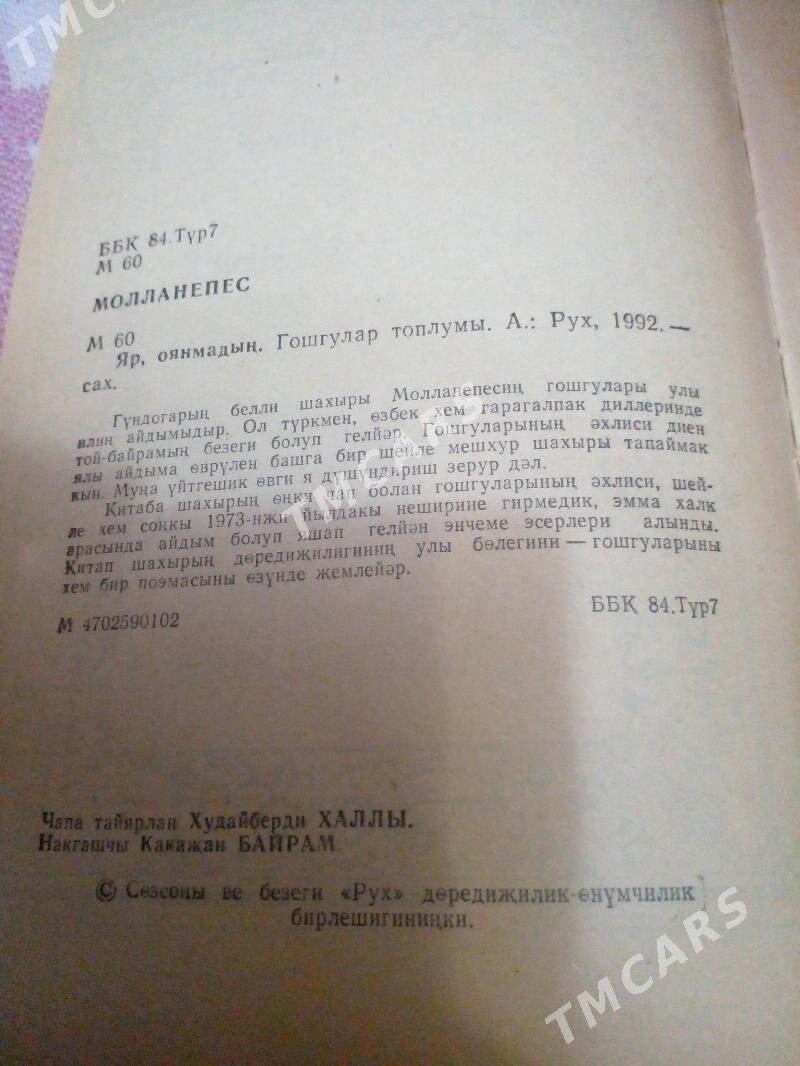 TMCARS
TMCARS
ББК 84.Түр7
М 60
МОЛЛАНЕПЕС
М 60
Яр, оянмадың. Гошгулар топлумы. А.: Рух, 1992.—
сах.
Гүндогарың белли шахыры Молланепесиң гошгулары улы
илиң айдымыдыр. Ол түркмен, өзбек хем гарагалпак диллеринде
той-байрамың безеги болуп гелйәр. Гошгуларының әхлиси диен
ялы айдыма өврүлен башга бир шейле мешхур шахыры тапаймак
кын. Муңа үйтгешик өвги я дүшүндириш зерур дәл.
Китаба шахырың өңки чап болан гошгуларының әхлиси, шей-
ле хем соңкы 1973-нжи йылдакы неширине гирмедик, эмма халк
арасында айдым болуп яшап гелйән энчеме эсерлери алынды.
Китап шахырың дөредижилигиниң улы бөлегини—гошгуларыны
хем бир поэмасыны өзүнде жемлейәр.
М 4702590102
ББК 84.Түр7
TMCARS
Чапа тайярлан Худайберди ХАЛЛЫ.
Накгашчы Какажан БАЙРАМ.
© Сөзсоңы ве безеги «Рух» дөредижилик-өнүмчилик
бирлешигиниңки.
TMCARS